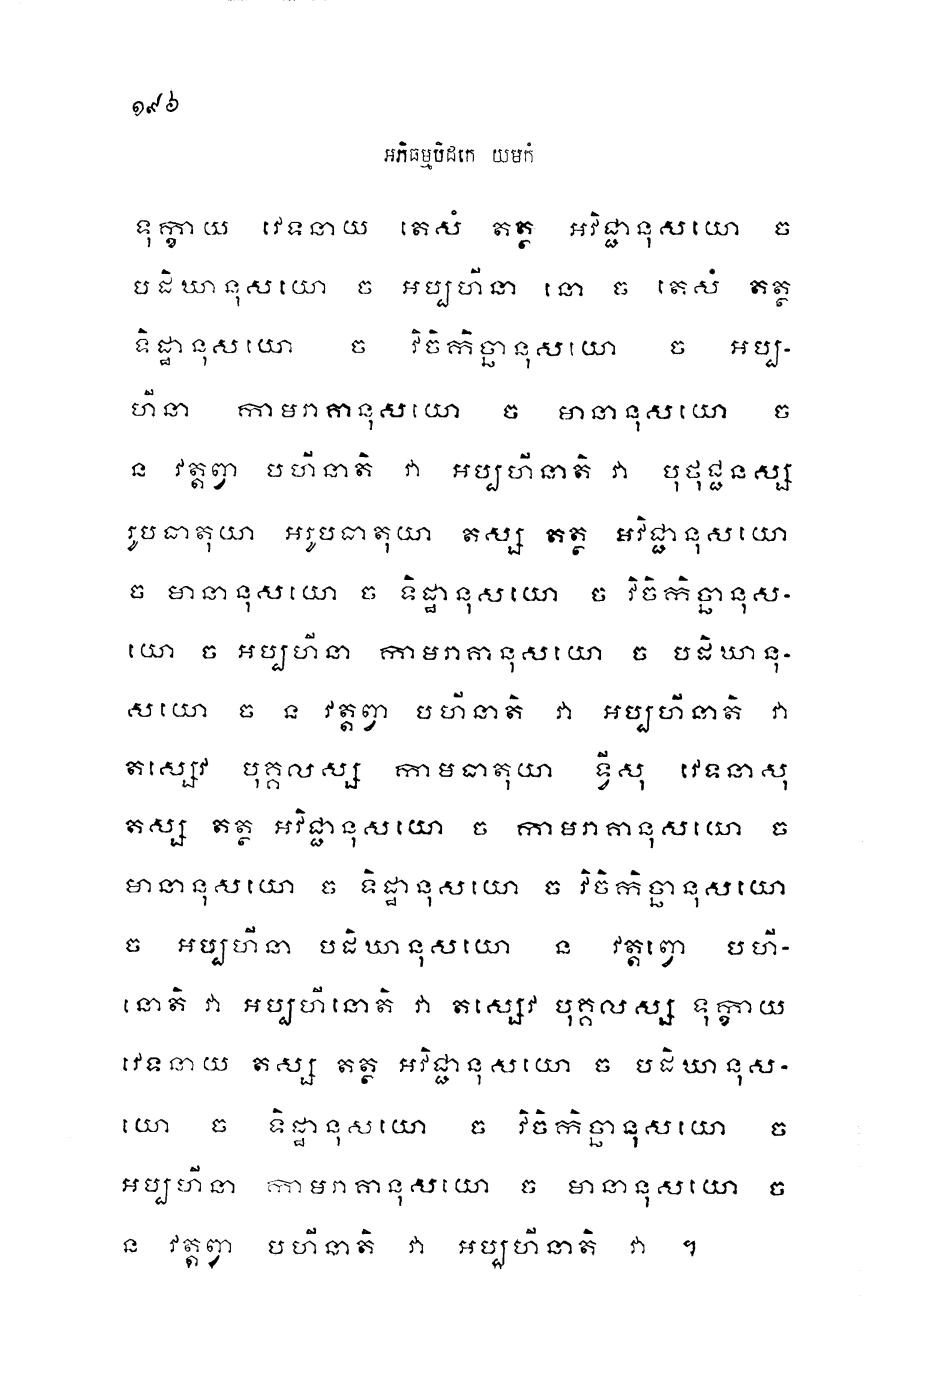 ១៩៦
អភិធម្មបិដកេ យមកំ
ទុក្ខាយ វេទនាយ តេសំ តត្ថ អវិជ្ជានុសយោ ច
បដិឃានុសយោ ច អប្បហីនា នោ ច តេសំ តត្ថ
ទិដ្ឋានុសយោ ច វិចិកិច្ឆានុសយោ ច អប្ប-
ហីនា កាមរាគានុសយោ ច មានានុសយោ ច
ន វត្តព្វា បហីនាតិ វា អប្បហីនាតិ វា បុថុជ្ជនស្ស
រូបធាតុយា អរូបធាតុយា តស្ស តត្ថ អវិជ្ជានុសយោ
ច មានានុសយោ ច ទិដ្ឋានុសយោ ច វិចិកិច្ឆានុស-
យោ ច អប្បហីនា កាមរាគានុសយោ ច បដិឃានុ-
សយោ ច ន វត្តព្វា បហីនាតិ វា អប្បហីនាតិ វា
តស្សេវ បុគ្គលស្ស កាមធាតុយា ទ្វីសុ វេទនាសុ
តស្ស តត្ថ អវិជ្ជានុសយោ ច កាមរាគានុសយោ ច
មានានុសយោ ច ទិដ្ឋានុសយោ ច វិចិកិច្ឆានុសយោ
ច អប្បហីនា បដិឃានុសយោ ន វត្តព្វោ បហី-
នោតិ វា អប្បហីនោតិ វា តស្សេវ បុគ្គលស្ស ទុក្ខាយ
វេទនាយ តស្ស តត្ថ អវិជ្ជានុសយោ ច បដិឃានុស-
យោ ច ទិដ្ឋានុសយោ ច វិចិកិច្ឆានុសយោ ច
អប្បហីនា កាមរាគានុសយោ ច មានានុសយោ ច
ន វត្តព្វា បហីនាតិ វា អប្បហីនាតិ វា ។